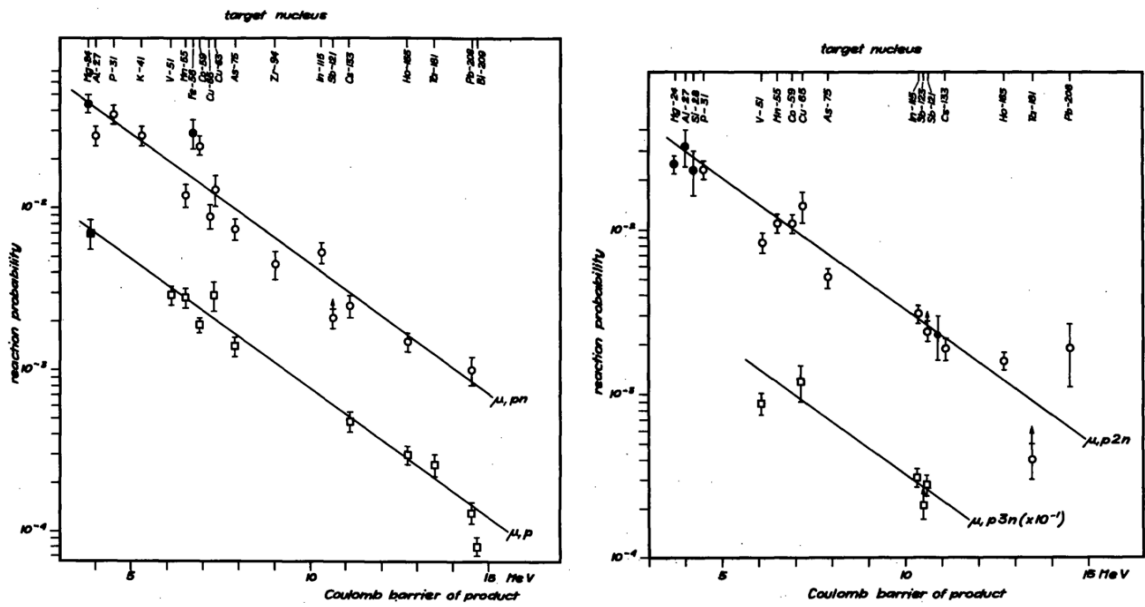 target nucleus
Mg-24
Al-27
P-31
K-41
V-51
Mn-55
Fe-56
Co-59
Cu-65
Cu-63
As-75
Zr-94
In-115
Sb-121
Cs-133
Ho-165
Ta-181
Pb-208
Bi-209
reaction probability
10⁻²
10⁻³
10⁻⁴
μ,pn
μ,p
5
10
15 MeV
Coulomb barrier of product
target nucleus
Mg-24
Al-27
Si-28
P-31
V-51
Mn-55
Co-59
Cu-65
As-75
In-115
Sb-123
Sb-121
Cs-133
Ho-165
Ta-181
Pb-208
reaction probability
10⁻²
10⁻³
10⁻⁴
μ,p2n
μ,p3n(x10⁻¹)
5
10
15 MeV
Coulomb barrier of product